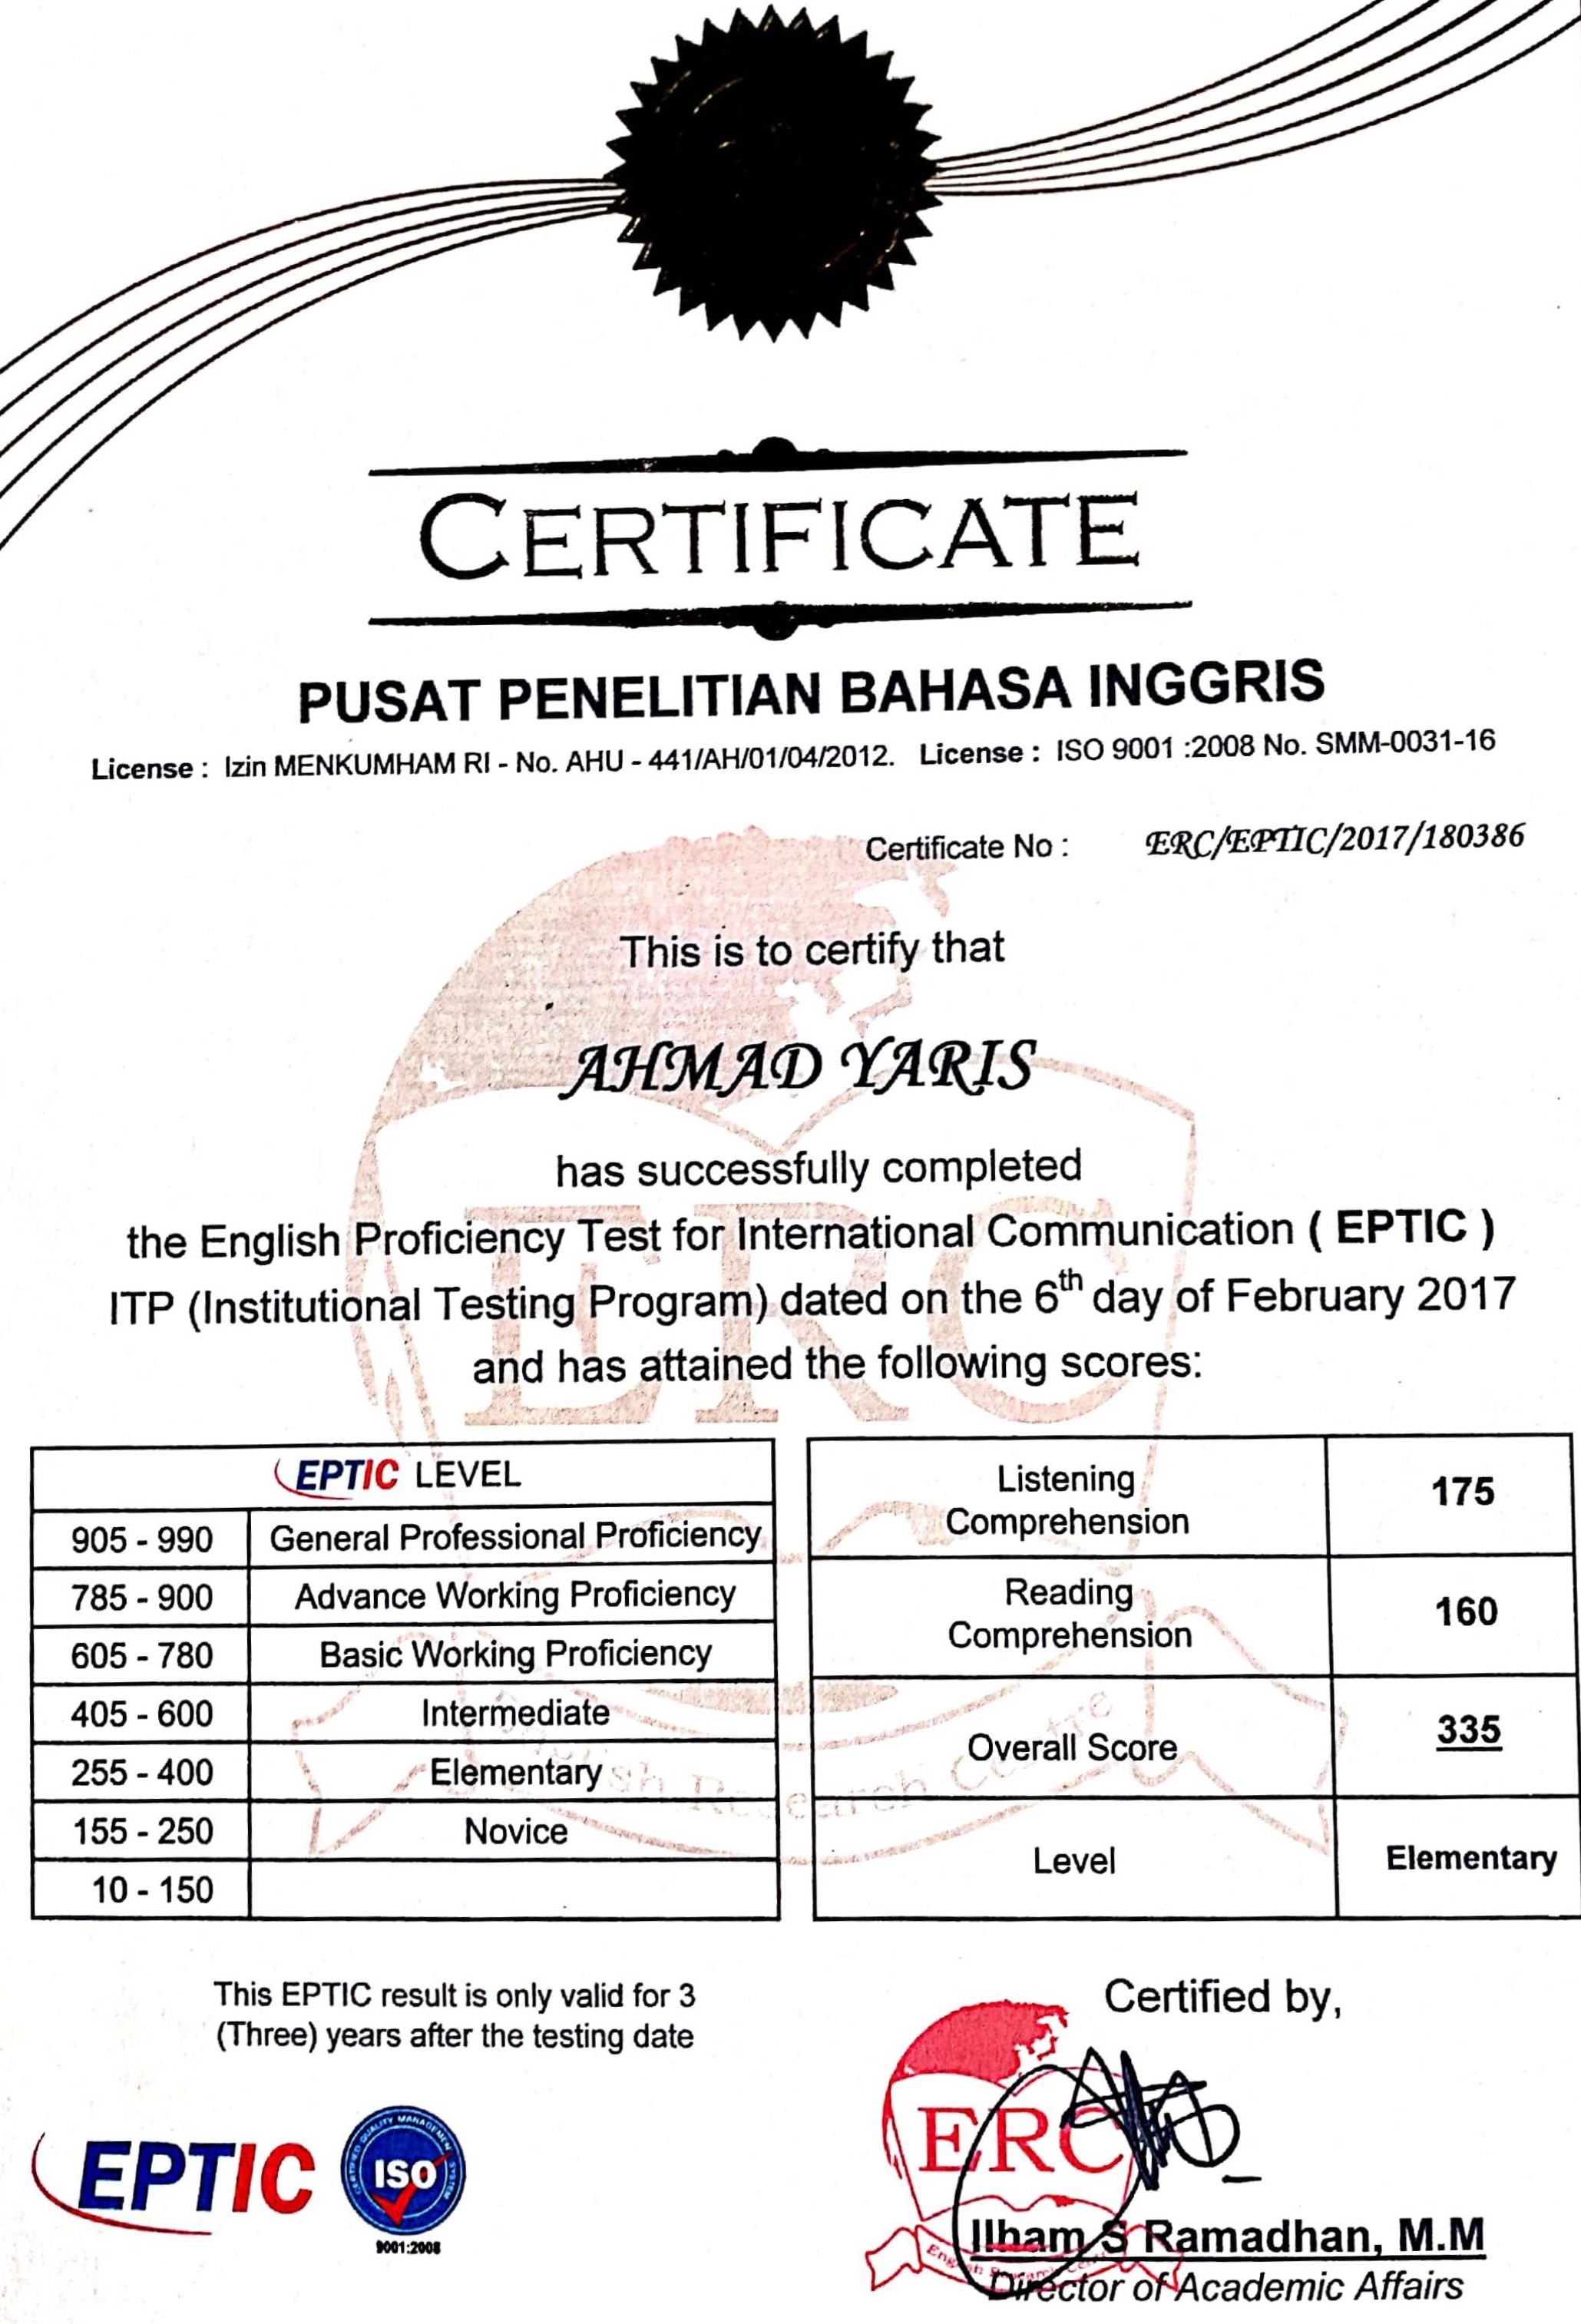 CERTIFICATE
PUSAT PENELITIAN BAHASA INGGRIS
License : Izin MENKUMHAM RI - No. AHU - 441/AH/01/04/2012. License : ISO 9001 :2008 No. SMM-0031-16
Certificate No : ERC/EPTIC/2017/180386
This is to certify that
AHMAD YARIS
has successfully completed
the English Proficiency Test for International Communication ( EPTIC )
ITP (Institutional Testing Program) dated on the 6th day of February 2017
and has attained the following scores:
EPTIC LEVEL
905 - 990 General Professional Proficiency
785 - 900 Advance Working Proficiency
605 - 780 Basic Working Proficiency
405 - 600 Intermediate
255 - 400 Elementary
155 - 250 Novice
10 - 150
Listening
Comprehension 175
Reading
Comprehension 160
Overall Score 335
Level Elementary
ERC
English Research Centre
This EPTIC result is only valid for 3
(Three) years after the testing date
EPTIC
CERTIFIED QUALITY MANAGEMENT SYSTEM
ISO
9001:2008
Certified by,
ERC
English Research
Ilham S Ramadhan, M.M
Director of Academic Affairs